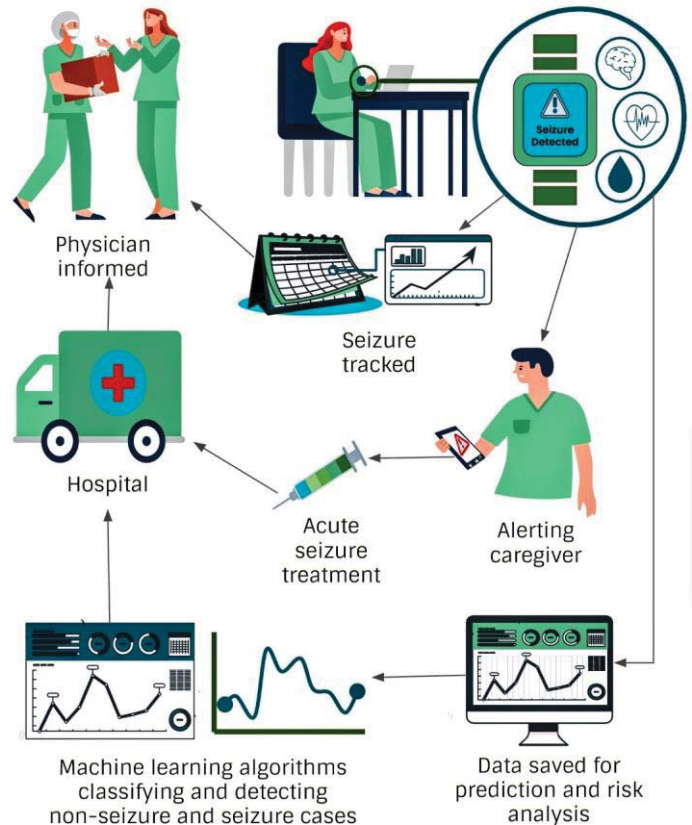 Seizure
Detected
Physician
informed
Seizure
tracked
Hospital
Acute
seizure
treatment
Alerting
caregiver
Machine learning algorithms
classifying and detecting
non-seizure and seizure cases
Data saved for
prediction and risk
analysis